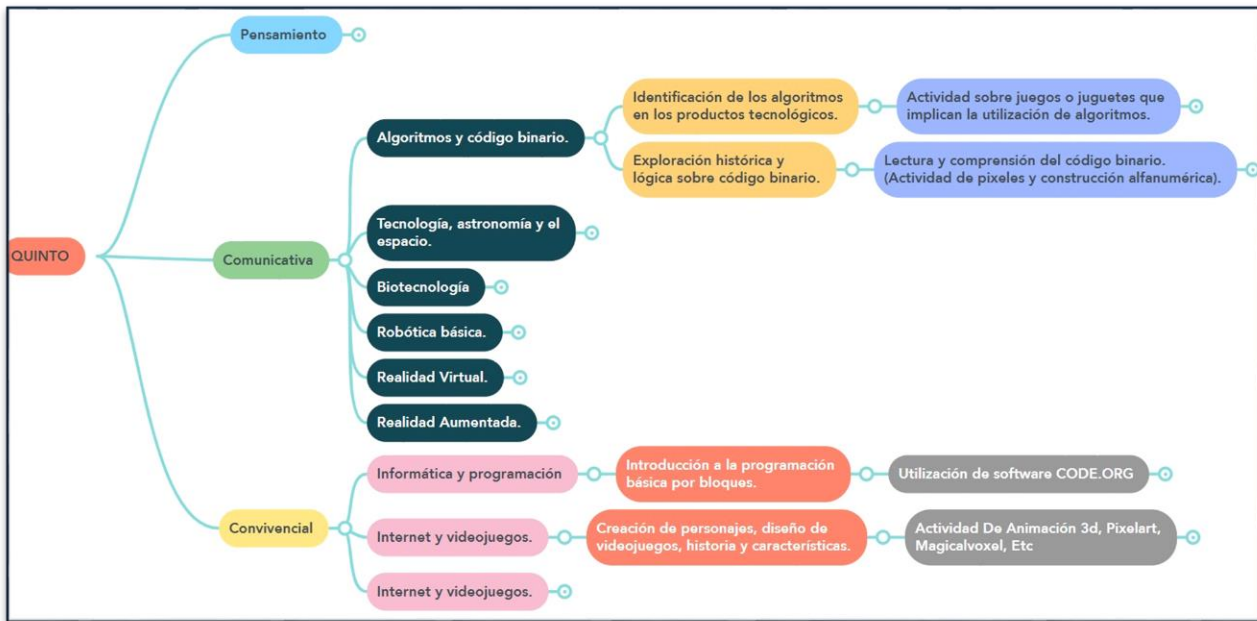 QUINTO
Pensamiento
Comunicativa
Algoritmos y código binario.
Identificación de los algoritmos
en los productos tecnológicos.
Actividad sobre juegos o juguetes que
implican la utilización de algoritmos.
Exploración histórica y
lógica sobre código binario.
Lectura y comprensión del código binario.
(Actividad de pixeles y construcción alfanumérica).
Tecnología, astronomía y el
espacio.
Biotecnología
Robótica básica.
Realidad Virtual.
Realidad Aumentada.
Convivencial
Informática y programación
Introducción a la programación
básica por bloques.
Utilización de software CODE.ORG
Internet y videojuegos.
Creación de personajes, diseño de
videojuegos, historia y características.
Actividad De Animación 3d, Pixelart,
Magicalvoxel, Etc
Internet y videojuegos.